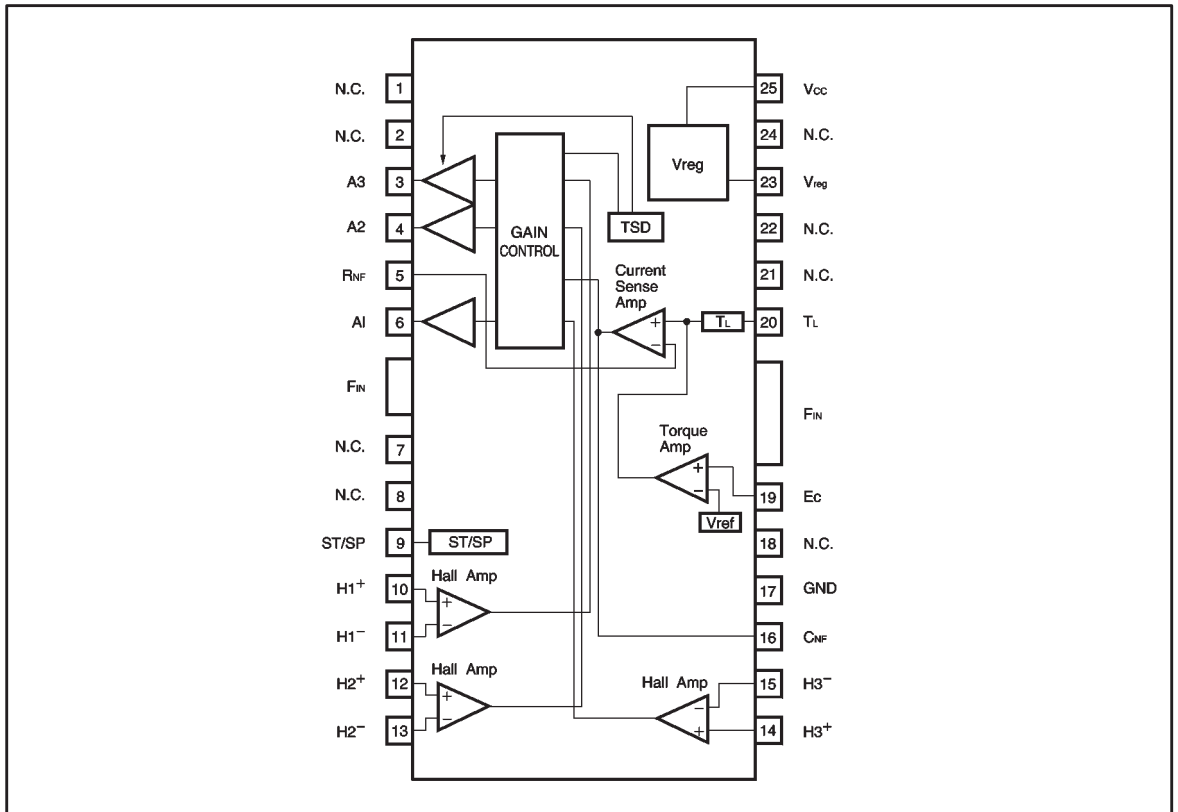 N.C. 1
N.C. 2
A3 3
A2 4
RNF 5
AI 6
FIN
N.C. 7
N.C. 8
ST/SP 9
H1+ 10
H1− 11
H2+ 12
H2− 13
GAIN
CONTROL
TSD
Vreg
Current
Sense
Amp
+
−
TL
Torque
Amp
+
−
Vref
ST/SP
Hall Amp
+
−
Hall Amp
+
−
Hall Amp
−
+
25 Vcc
24 N.C.
23 Vreg
22 N.C.
21 N.C.
20 TL
FIN
19 Ec
18 N.C.
17 GND
16 CNF
15 H3−
14 H3+